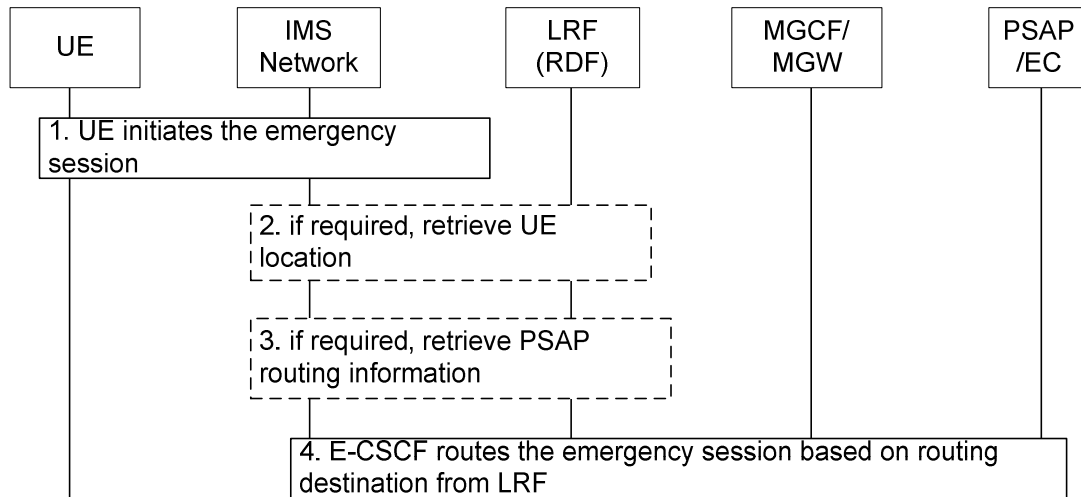 UE
IMS
Network
LRF
(RDF)
MGCF/
MGW
PSAP
/EC
1. UE initiates the emergency
session
2. if required, retrieve UE
location
3. if required, retrieve PSAP
routing information
4. E-CSCF routes the emergency session based on routing
destination from LRF